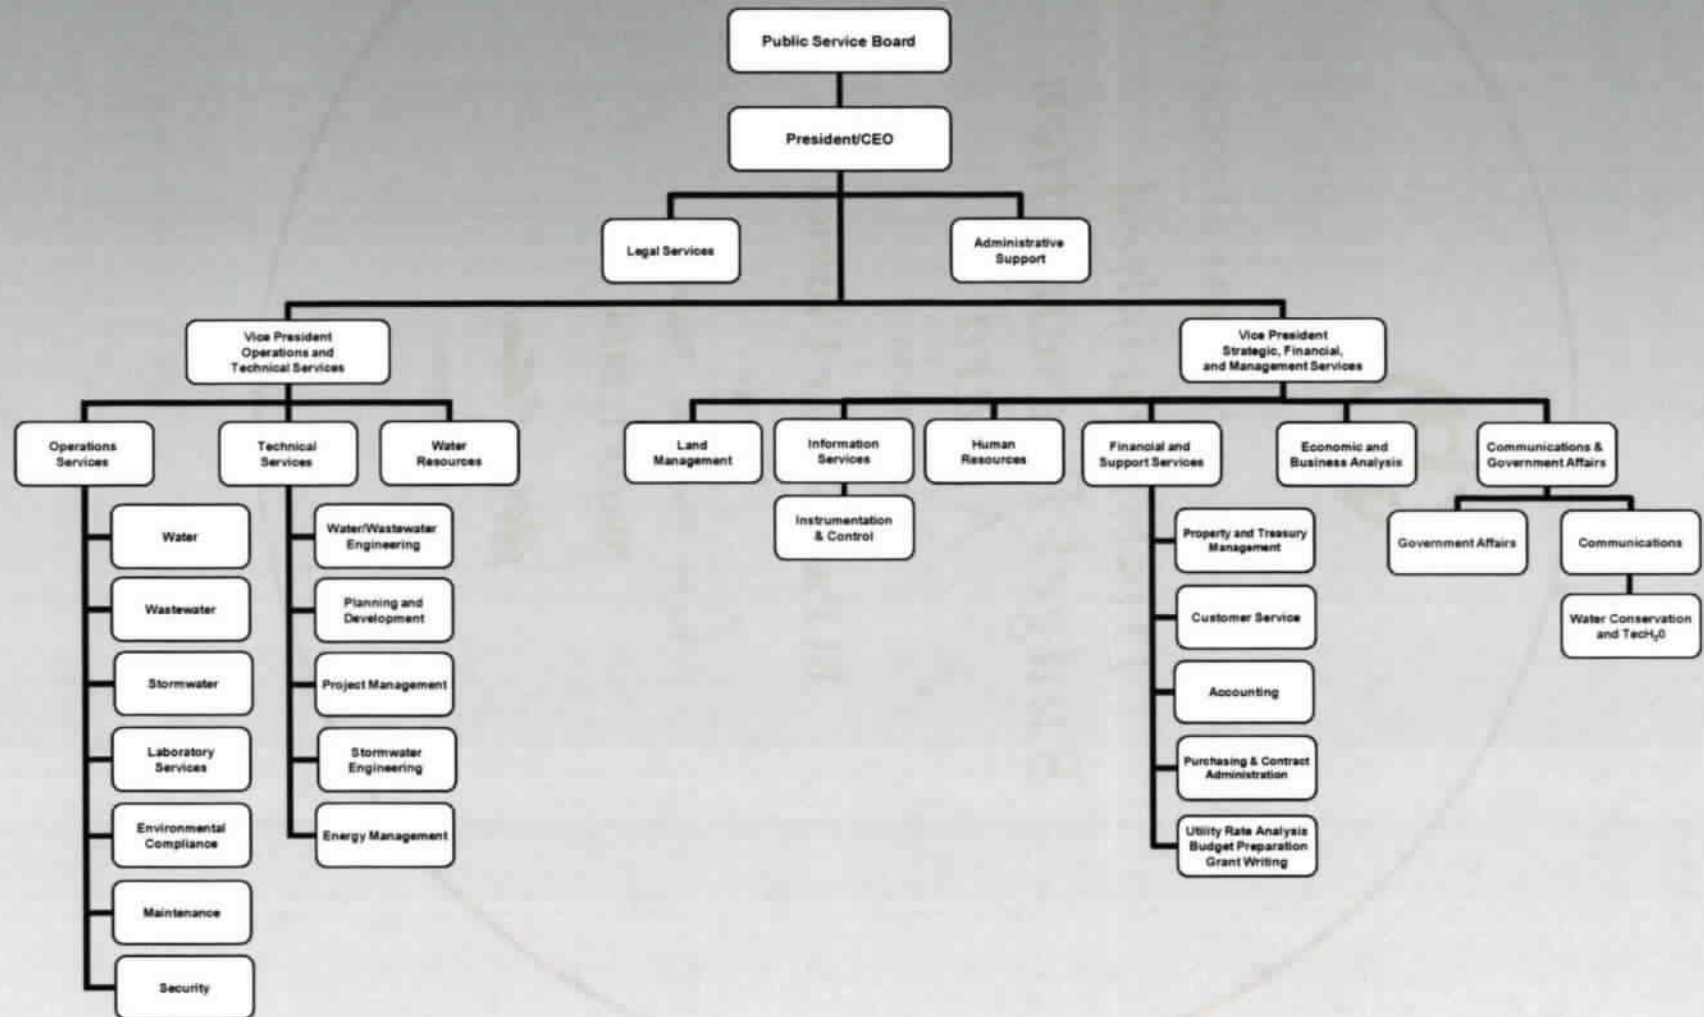 Public Service Board
President/CEO
Legal Services
Administrative
Support
Vice President
Operations and
Technical Services
Vice President
Strategic, Financial,
and Management Services
Operations
Services
Technical
Services
Water
Resources
Land
Management
Information
Services
Human
Resources
Financial and
Support Services
Economic and
Business Analysis
Communications &
Government Affairs
Water
Wastewater
Stormwater
Laboratory
Services
Environmental
Compliance
Maintenance
Security
Water/Wastewater
Engineering
Planning and
Development
Project Management
Stormwater
Engineering
Energy Management
Instrumentation
& Control
Property and Treasury
Management
Customer Service
Accounting
Purchasing & Contract
Administration
Utility Rate Analysis
Budget Preparation
Grant Writing
Government Affairs
Communications
Water Conservation
and TecH₂0